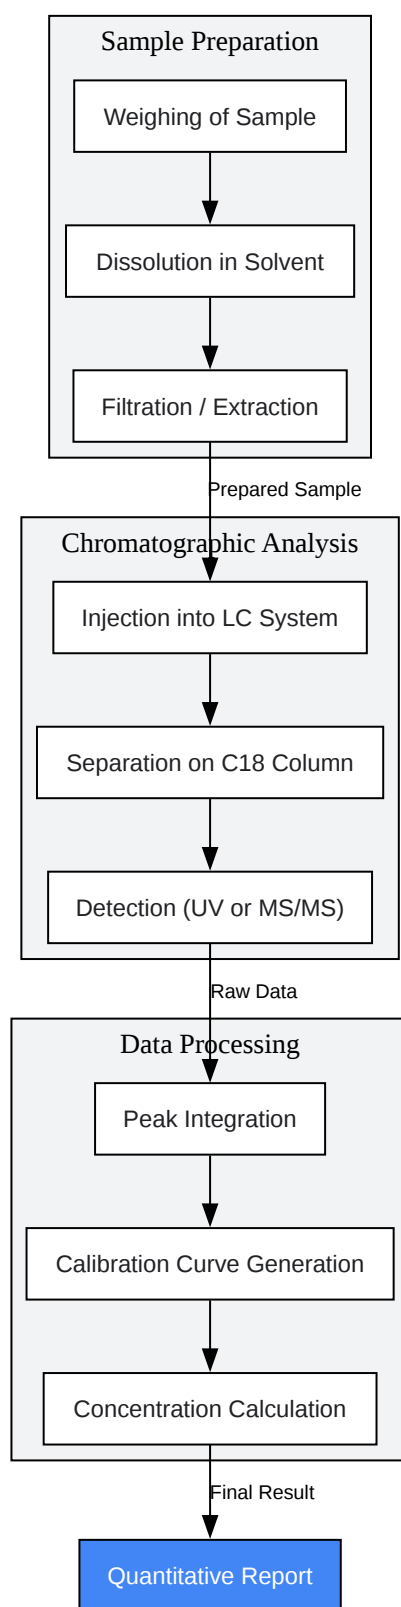 Sample Preparation
Weighing of Sample
Dissolution in Solvent
Filtration / Extraction
Prepared Sample
Chromatographic Analysis
Injection into LC System
Separation on C18 Column
Detection (UV or MS/MS)
Raw Data
Data Processing
Peak Integration
Calibration Curve Generation
Concentration Calculation
Final Result
Quantitative Report